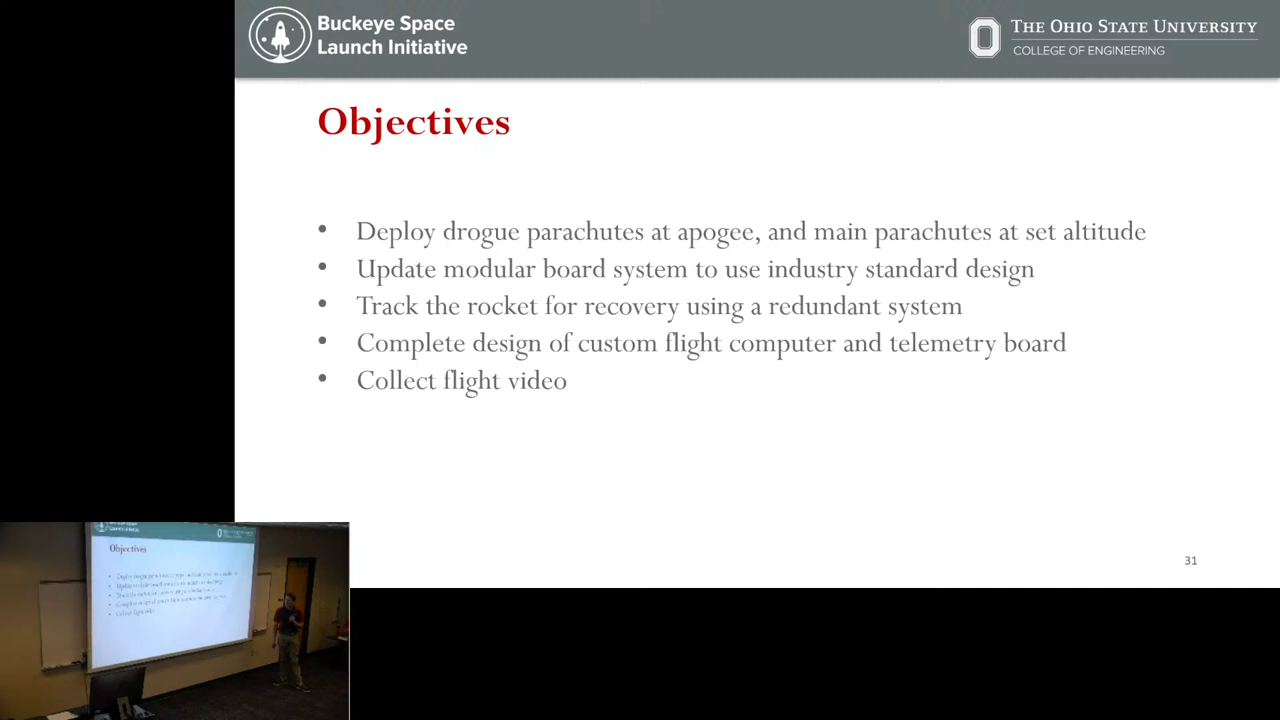 Buckeye Space
Launch Initiative
THE OHIO STATE UNIVERSITY
COLLEGE OF ENGINEERING
Objectives
• Deploy drogue parachutes at apogee, and main parachutes at set altitude
• Update modular board system to use industry standard design
• Track the rocket for recovery using a redundant system
• Complete design of custom flight computer and telemetry board
• Collect flight video
31
Objectives